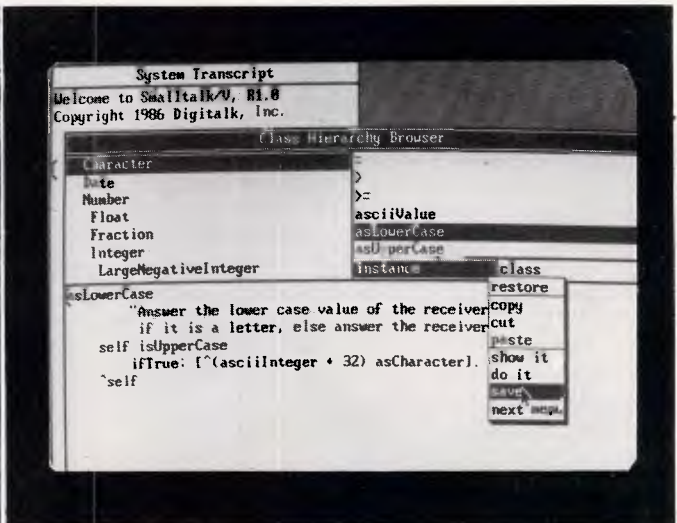 System Transcript
Welcome to Smalltalk/V, R1.0
Copyright 1986 Digitalk, Inc.
Class Hierarchy Browser
Character
Date
Number
Float
Fraction
Integer
LargeNegativeInteger
=
>
>=
asciiValue
asLowerCase
asUpperCase
instance
class
asLowerCase
"Answer the lower case value of the receiver
if it is a letter, else answer the receiver
self isUpperCase
ifTrue: [^(asciiInteger + 32) asCharacter].
^self
restore
copy
cut
paste
show it
do it
save
next menu